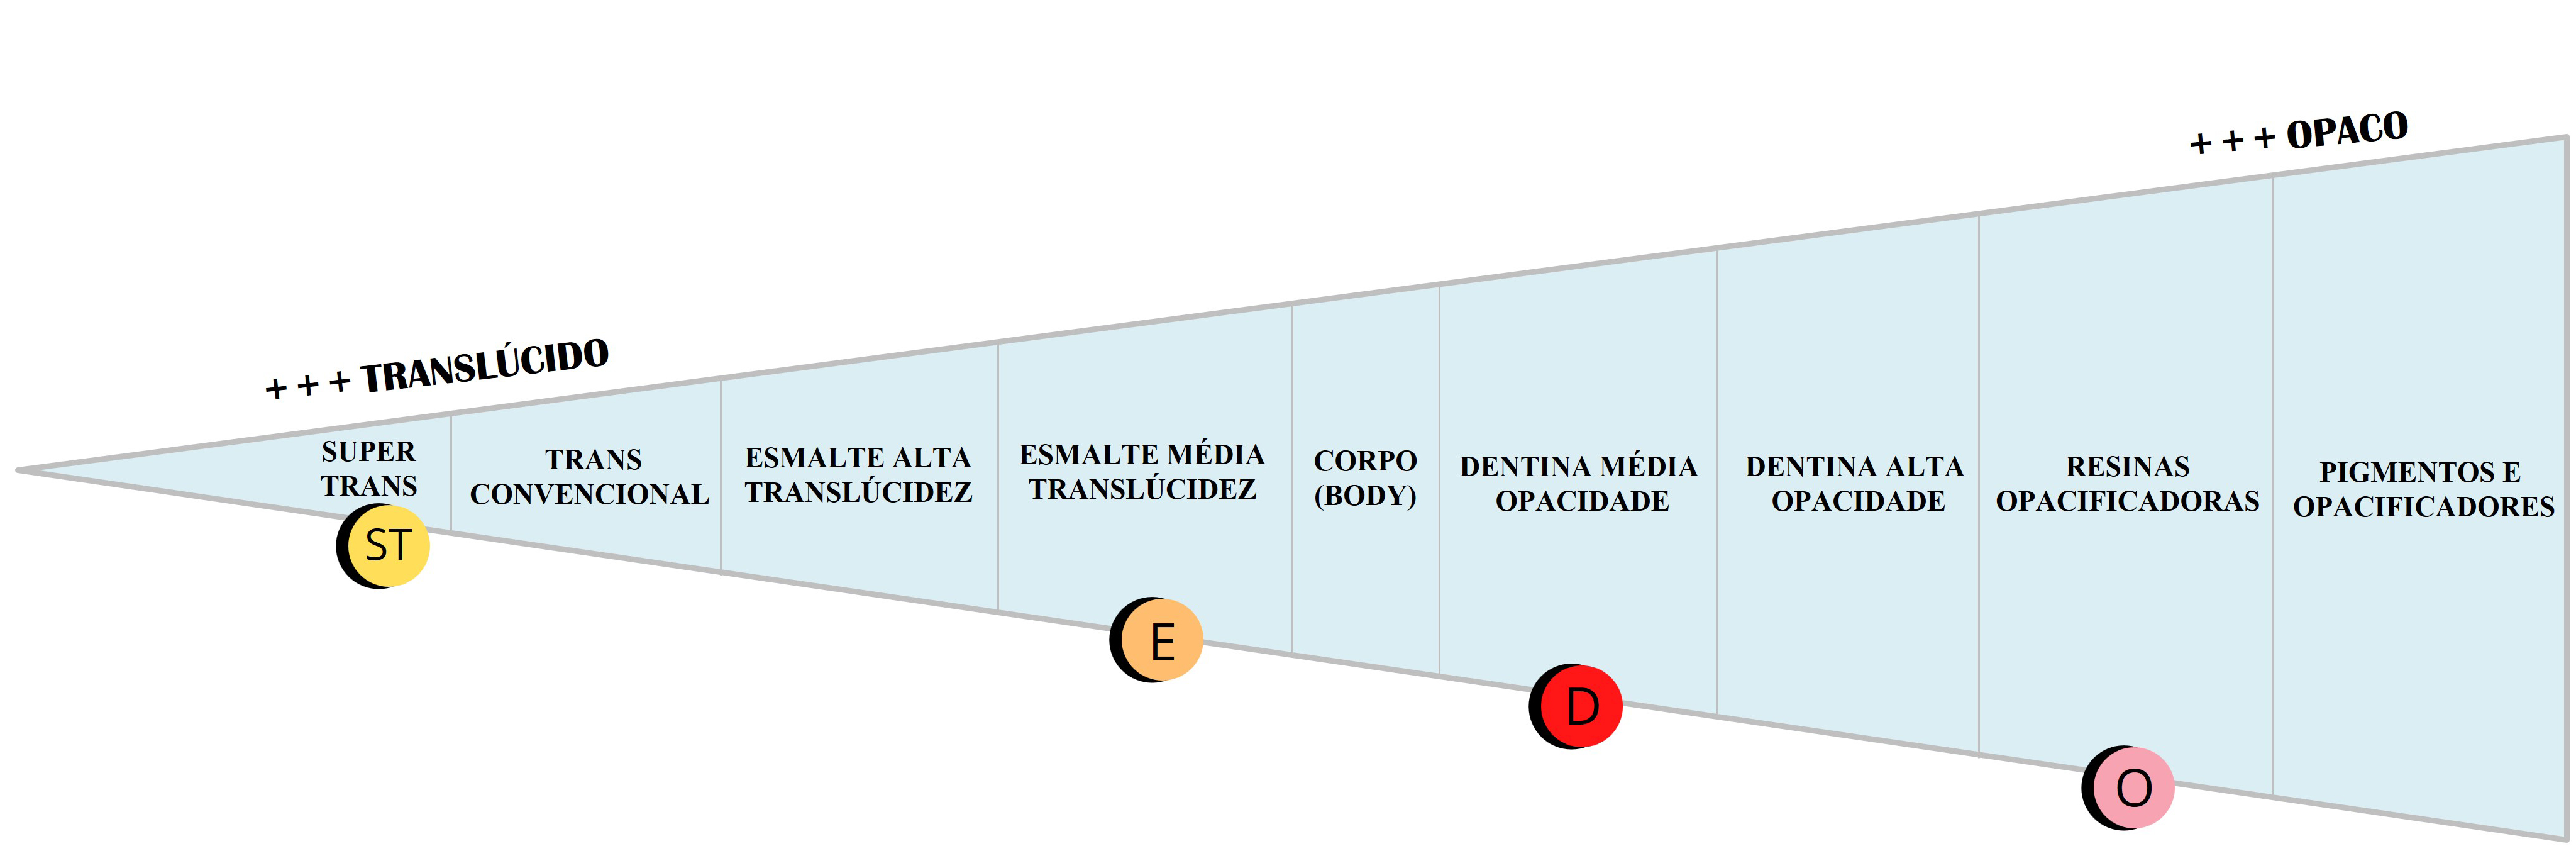 + + + OPACO
+ + + TRANSLÚCIDO
SUPER
TRANS
TRANS
CONVENCIONAL
ESMALTE ALTA
TRANSLÚCIDEZ
ESMALTE MÉDIA
TRANSLÚCIDEZ
CORPO
(BODY)
DENTINA MÉDIA
OPACIDADE
DENTINA ALTA
OPACIDADE
RESINAS
OPACIFICADORAS
PIGMENTOS E
OPACIFICADORES
ST
E
D
O